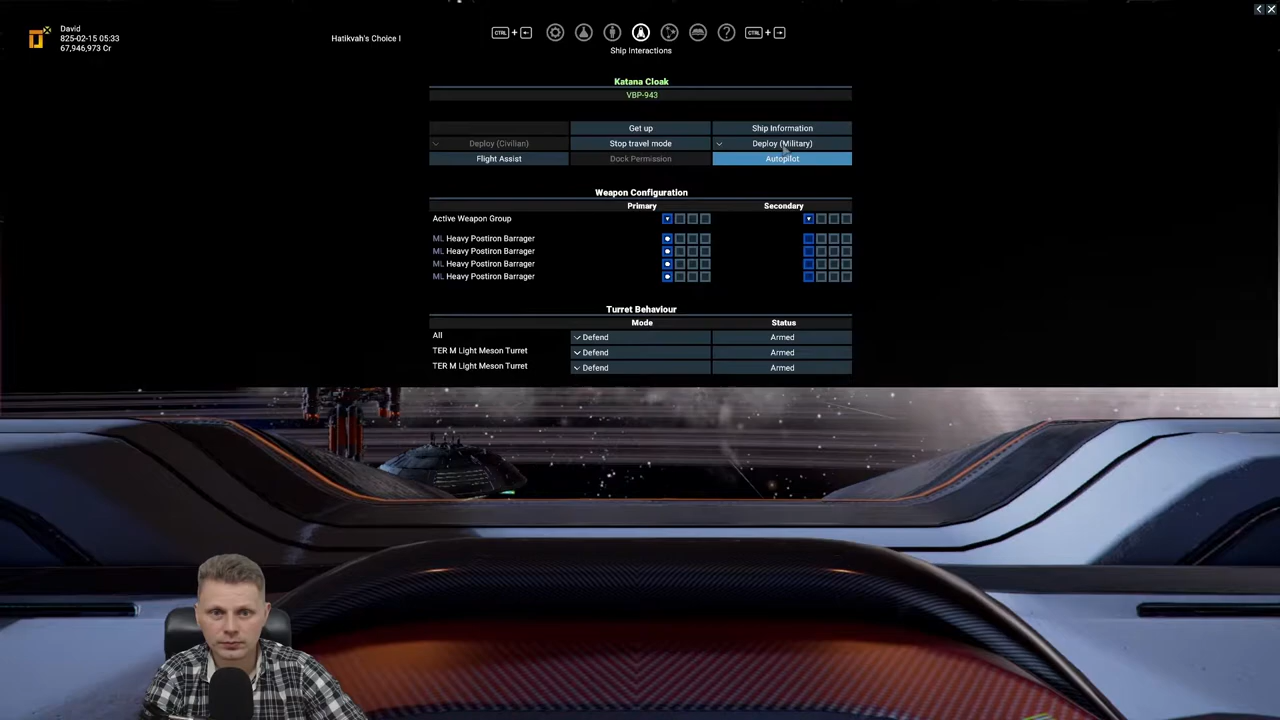 David
825-02-15 05:33
67,946,973 Cr
Hatikvah's Choice I
CTRL + ←
?
CTRL + →
Ship Interactions
Katana Cloak
VBP-943
Get up
Ship Information
Deploy (Civilian)
Stop travel mode
Deploy (Military)
Flight Assist
Dock Permission
Autopilot
Weapon Configuration
Primary
Secondary
Active Weapon Group
ML Heavy Postiron Barrager
ML Heavy Postiron Barrager
ML Heavy Postiron Barrager
ML Heavy Postiron Barrager
Turret Behaviour
Mode
Status
All
Defend
Armed
TER M Light Meson Turret
Defend
Armed
TER M Light Meson Turret
Defend
Armed